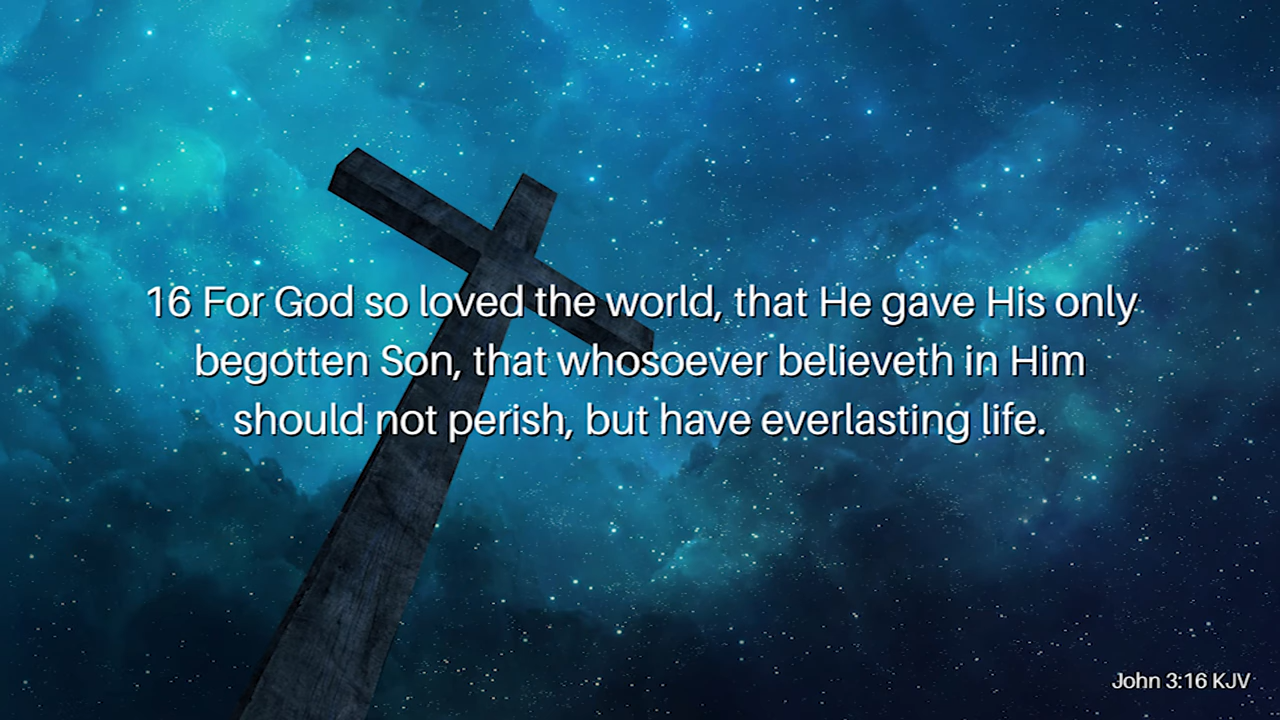 16 For God so loved the world, that He gave His only
begotten Son, that whosoever believeth in Him
should not perish, but have everlasting life.
John 3:16 KJV